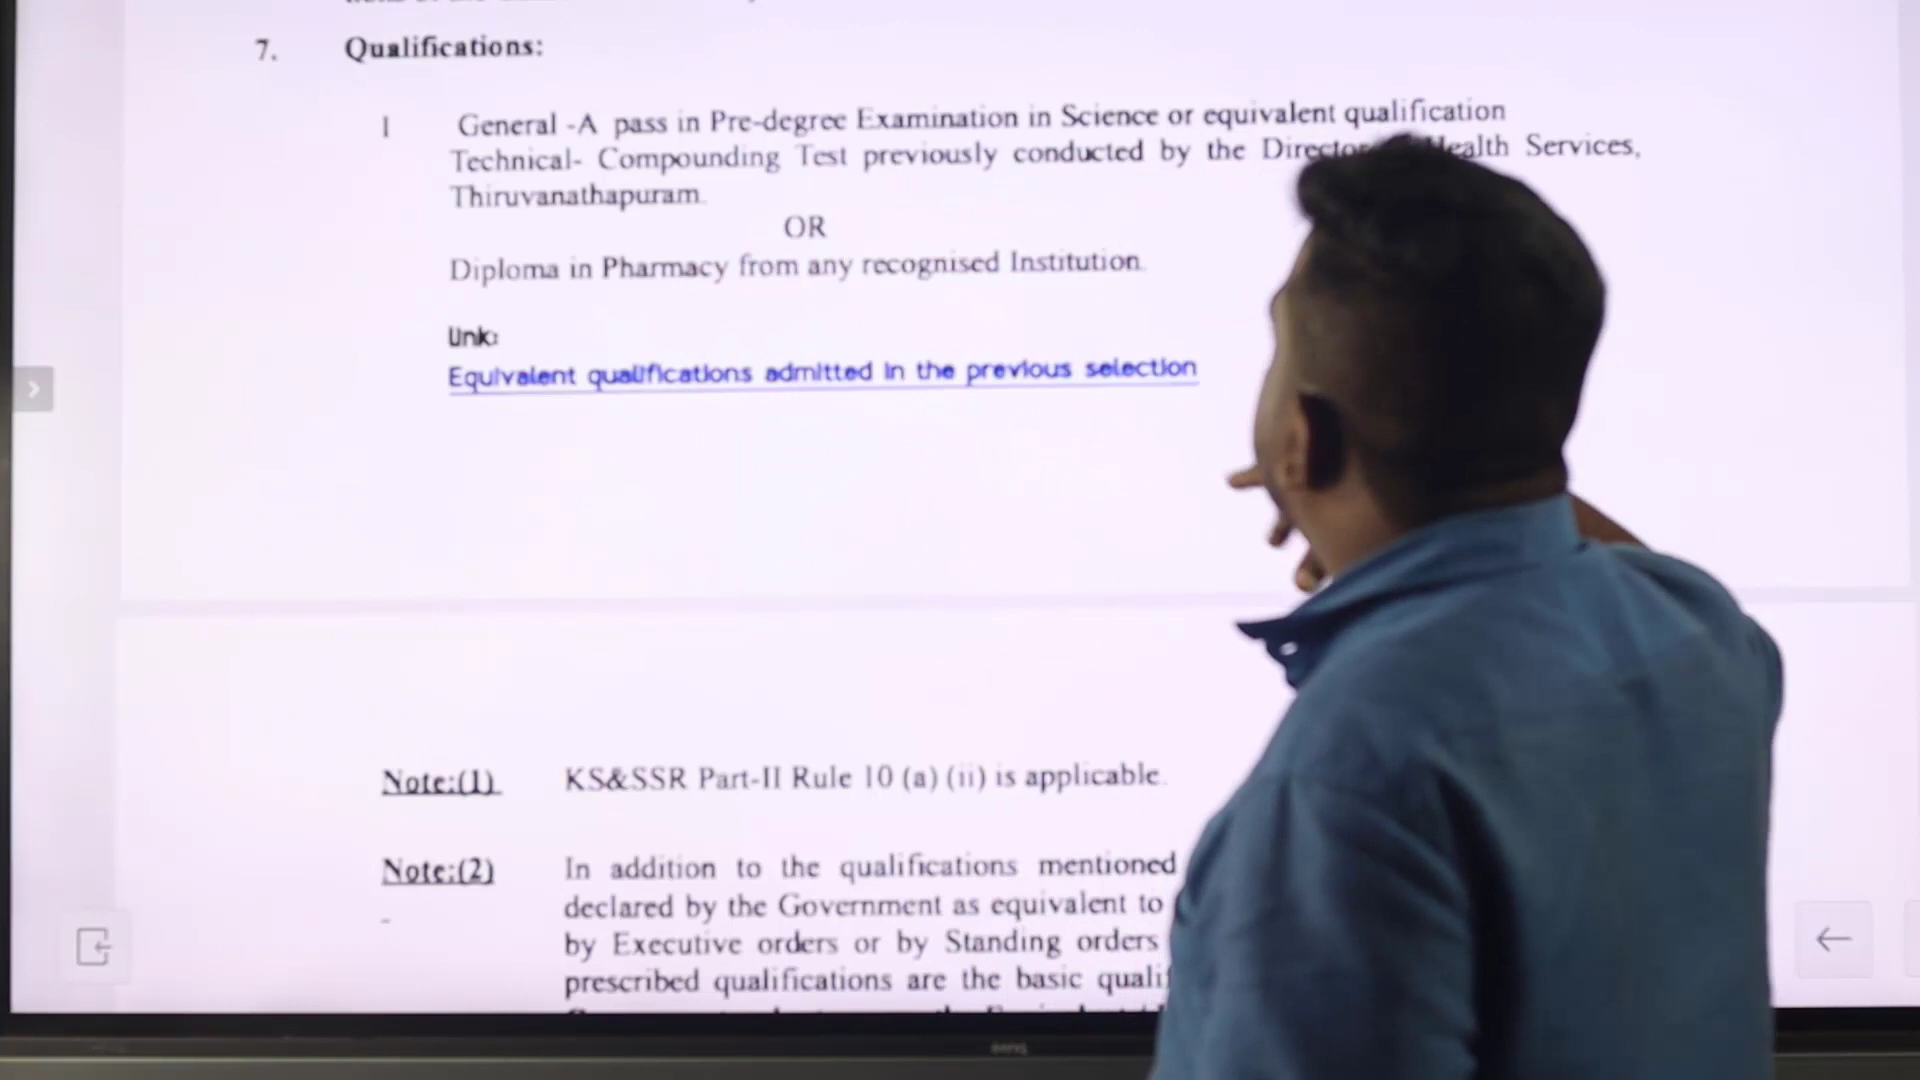 7. Qualifications:
1 General -A pass in Pre-degree Examination in Science or equivalent qualification
Technical- Compounding Test previously conducted by the Director Health Services,
Thiruvanathapuram.
OR
Diploma in Pharmacy from any recognised Institution.
Link:
Equivalent qualifications admitted in the previous selection
Note:(1) KS&SSR Part-II Rule 10 (a) (ii) is applicable.
Note:(2) In addition to the qualifications mentioned
declared by the Government as equivalent to
by Executive orders or by Standing orders
prescribed qualifications are the basic
BenQ